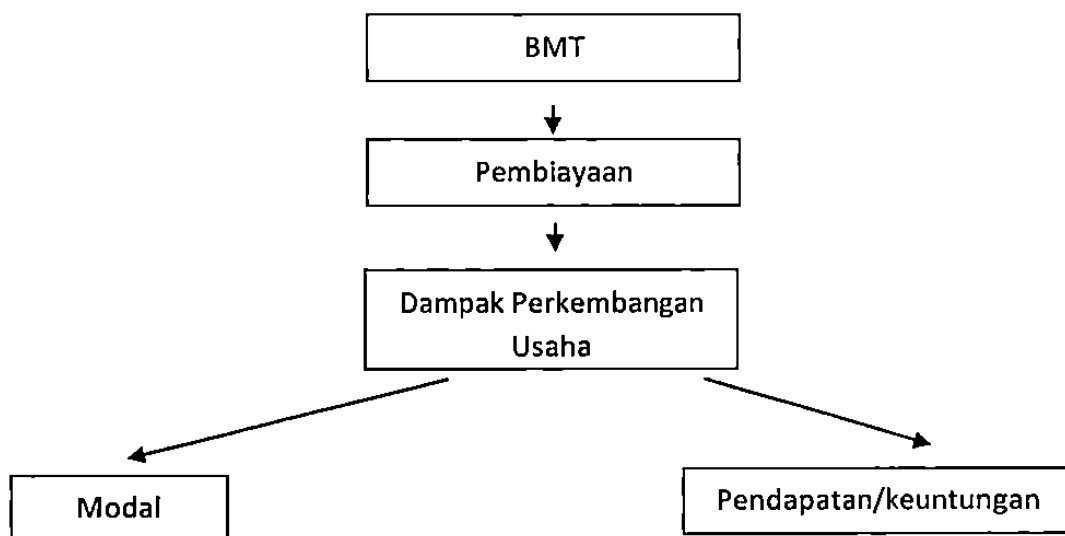 BMT
Pembiayaan
Dampak Perkembangan
Usaha
Modal
Pendapatan/keuntungan